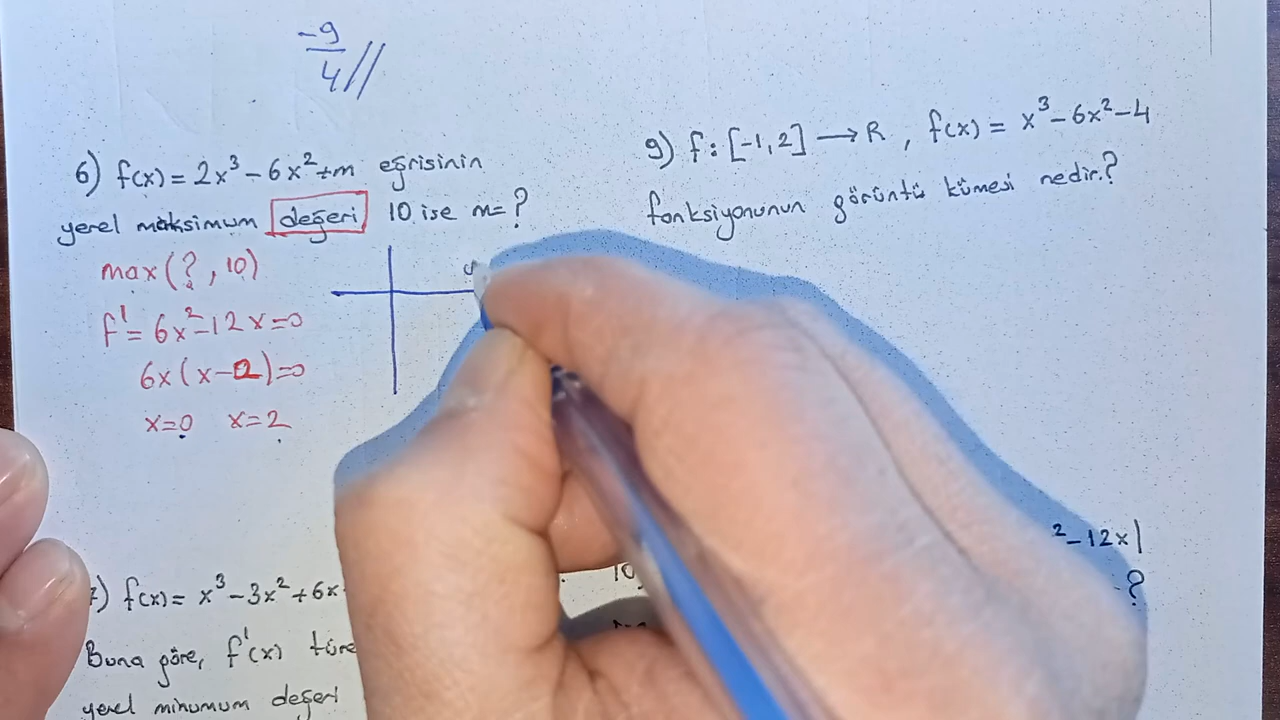 -9
4//
6) f(x) = 2x³ - 6x² + m eğrisinin
yerel maksimum değeri 10 ise m = ?
max(?, 10)
f' = 6x² - 12x = 0
6x(x - 2) = 0
x = 0 x = 2
7) f(x) = x³ - 3x² + 6x
Buna göre, f'(x)
yerel minumum değeri
9) f : [-1, 2] → R , f(x) = x³ - 6x² - 4
fonksiyonunun görüntü kümesi nedir.?
² - 12x|
?